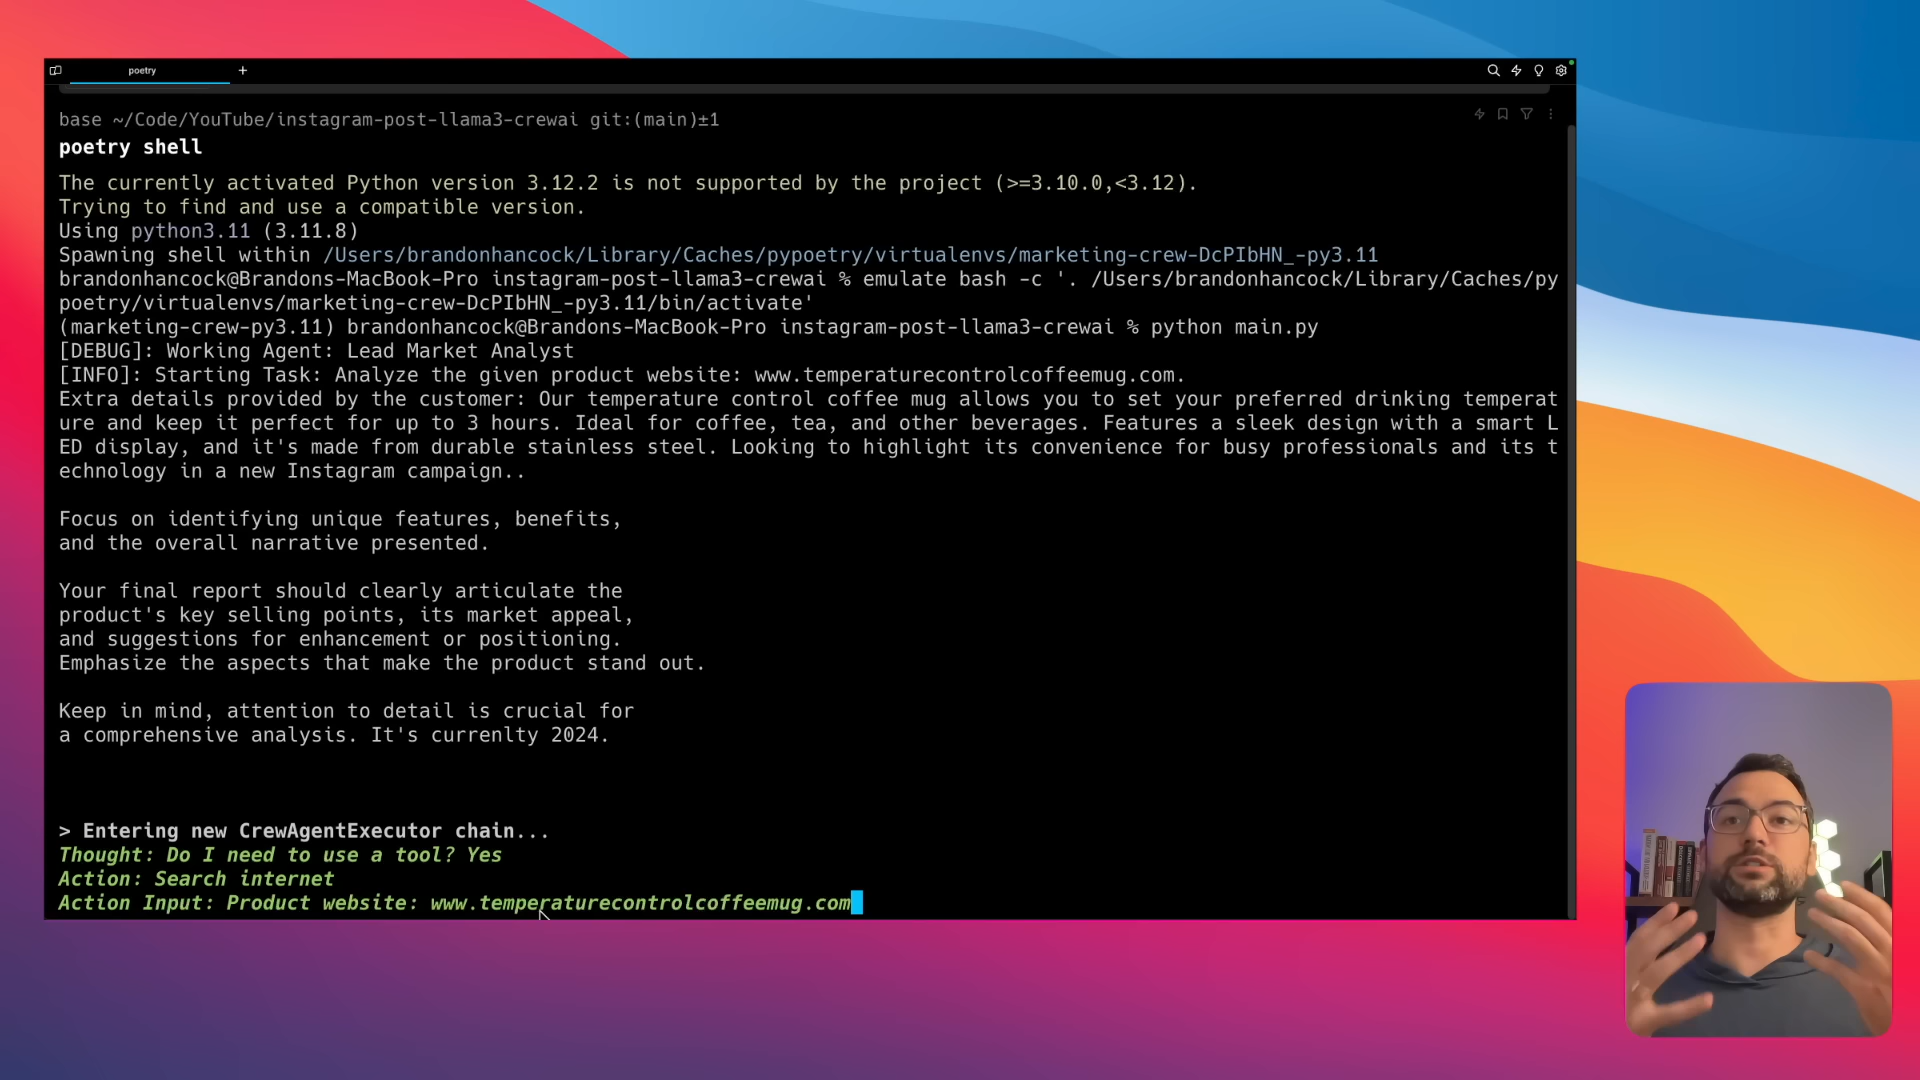 poetry
base ~/Code/YouTube/instagram-post-llama3-crewai git:(main)±1
poetry shell
The currently activated Python version 3.12.2 is not supported by the project (>=3.10.0,<3.12).
Trying to find and use a compatible version.
Using python3.11 (3.11.8)
Spawning shell within /Users/brandonhancock/Library/Caches/pypoetry/virtualenvs/marketing-crew-DcPIbHN_-py3.11
brandonhancock@Brandons-MacBook-Pro instagram-post-llama3-crewai % emulate bash -c '. /Users/brandonhancock/Library/Caches/py
poetry/virtualenvs/marketing-crew-DcPIbHN_-py3.11/bin/activate'
(marketing-crew-py3.11) brandonhancock@Brandons-MacBook-Pro instagram-post-llama3-crewai % python main.py
[DEBUG]: Working Agent: Lead Market Analyst
[INFO]: Starting Task: Analyze the given product website: www.temperaturecontrolcoffeemug.com.
Extra details provided by the customer: Our temperature control coffee mug allows you to set your preferred drinking temperat
ure and keep it perfect for up to 3 hours. Ideal for coffee, tea, and other beverages. Features a sleek design with a smart L
ED display, and it's made from durable stainless steel. Looking to highlight its convenience for busy professionals and its t
echnology in a new Instagram campaign..
Focus on identifying unique features, benefits,
and the overall narrative presented.
Your final report should clearly articulate the
product's key selling points, its market appeal,
and suggestions for enhancement or positioning.
Emphasize the aspects that make the product stand out.
Keep in mind, attention to detail is crucial for
a comprehensive analysis. It's currenlty 2024.
> Entering new CrewAgentExecutor chain...
Thought: Do I need to use a tool? Yes
Action: Search internet
Action Input: Product website: www.temperaturecontrolcoffeemug.com